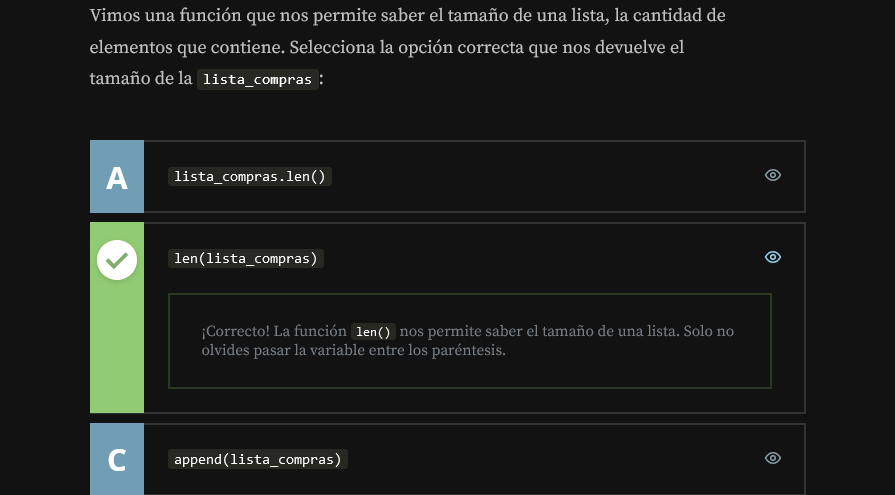 Vimos una función que nos permite saber el tamaño de una lista, la cantidad de
elementos que contiene. Selecciona la opción correcta que nos devuelve el
tamaño de la lista_compras:
A
lista_compras.len()
len(lista_compras)
¡Correcto! La función len() nos permite saber el tamaño de una lista. Solo no
olvides pasar la variable entre los paréntesis.
C
append(lista_compras)